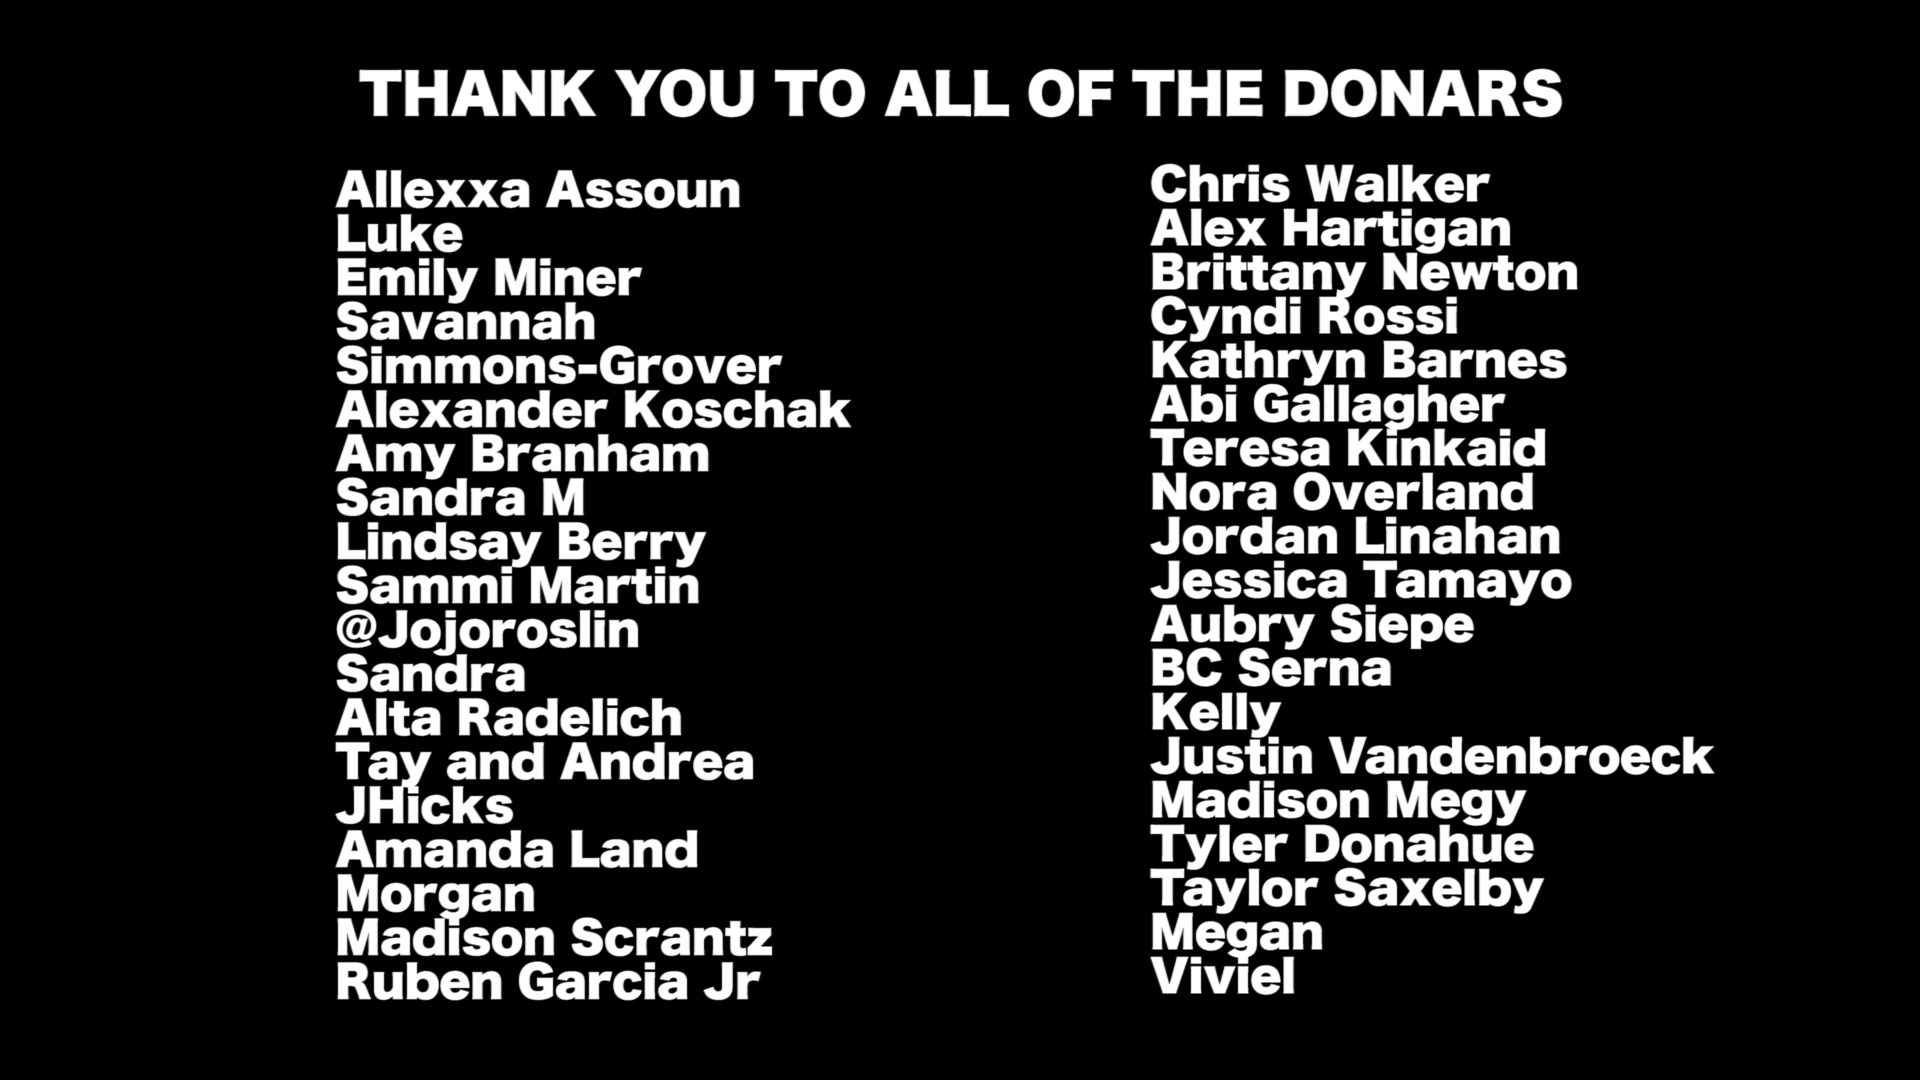 THANK YOU TO ALL OF THE DONARS
Allexxa Assoun
Luke
Emily Miner
Savannah
Simmons-Grover
Alexander Koschak
Amy Branham
Sandra M
Lindsay Berry
Sammi Martin
@Jojoroslin
Sandra
Alta Radelich
Tay and Andrea
JHicks
Amanda Land
Morgan
Madison Scrantz
Ruben Garcia Jr
Chris Walker
Alex Hartigan
Brittany Newton
Cyndi Rossi
Kathryn Barnes
Abi Gallagher
Teresa Kinkaid
Nora Overland
Jordan Linahan
Jessica Tamayo
Aubry Siepe
BC Serna
Kelly
Justin Vandenbroeck
Madison Megy
Tyler Donahue
Taylor Saxelby
Megan
Viviel